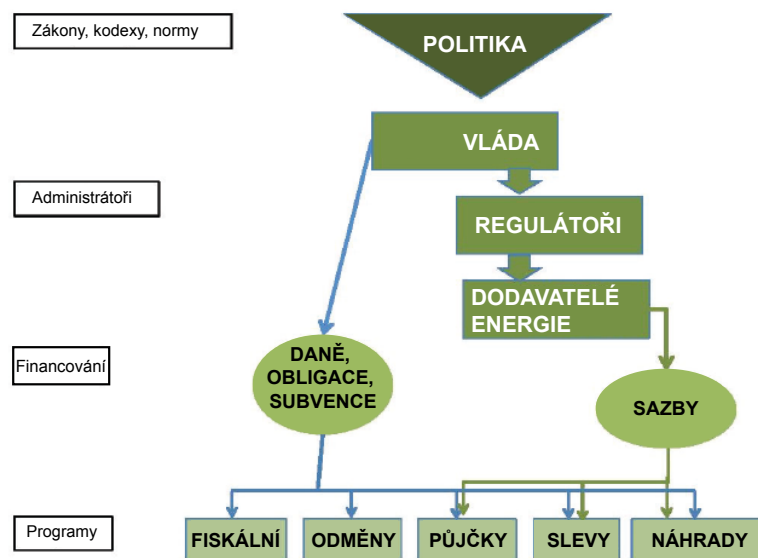 Zákony, kodexy, normy
POLITIKA
VLÁDA
Administrátoři
REGULÁTOŘI
DODAVATELÉ
ENERGIE
Financování
DANĚ,
OBLIGACE,
SUBVENCE
SAZBY
Programy
FISKÁLNÍ
ODMĚNY
PŮJČKY
SLEVY
NÁHRADY